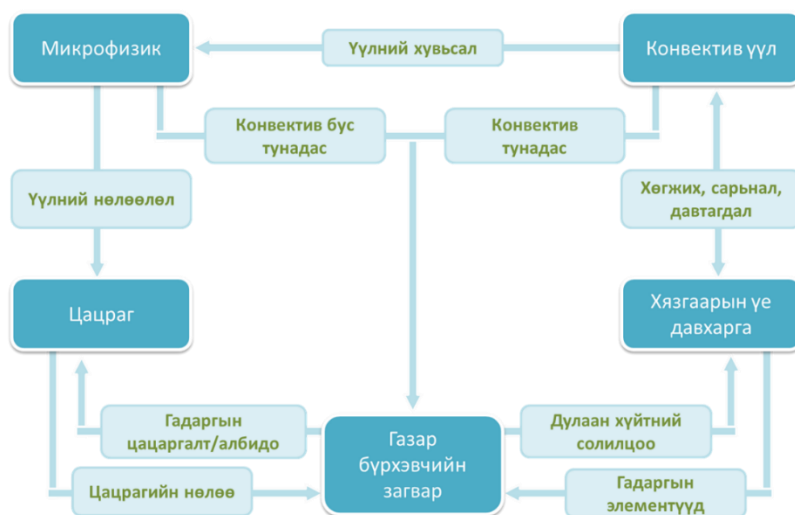 Микрофизик
Үүлний хувьсал
Конвектив үүл
Конвектив бус
тунадас
Конвектив
тунадас
Үүлний нөлөөлөл
Хөгжих, сарьнал,
давтагдал
Цацраг
Хязгаарын үе
давхарга
Гадаргын
цацаргалт/албидо
Газар
бүрхэвчийн
загвар
Дулаан хүйтний
солилцоо
Цацрагийн нөлөө
Гадаргын
элементүүд